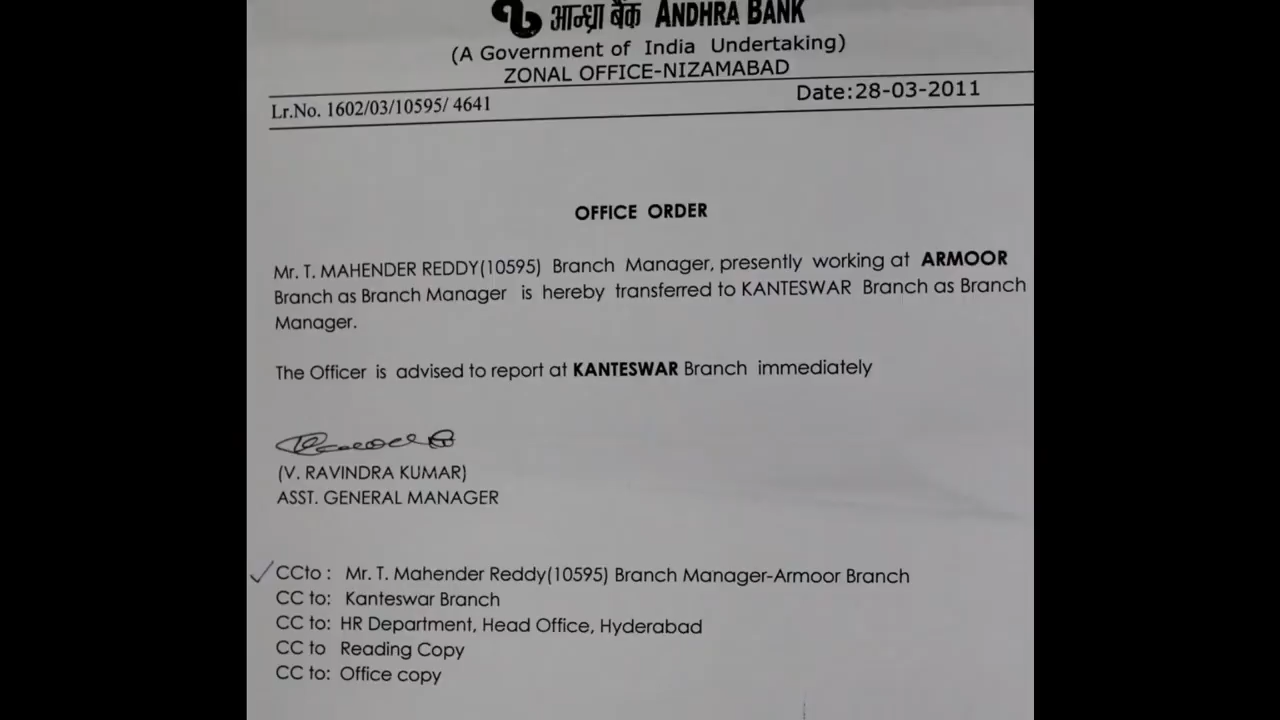 आन्ध्रा बैंक ANDHRA BANK
(A Government of India Undertaking)
ZONAL OFFICE-NIZAMABAD
Lr.No. 1602/03/10595/ 4641 Date:28-03-2011
OFFICE ORDER
Mr. T. MAHENDER REDDY(10595) Branch Manager, presently working at ARMOOR
Branch as Branch Manager is hereby transferred to KANTESWAR Branch as Branch
Manager.
The Officer is advised to report at KANTESWAR Branch immediately
(V. RAVINDRA KUMAR)
ASST. GENERAL MANAGER
CCto : Mr. T. Mahender Reddy(10595) Branch Manager-Armoor Branch
CC to: Kanteswar Branch
CC to: HR Department, Head Office, Hyderabad
CC to Reading Copy
CC to: Office copy